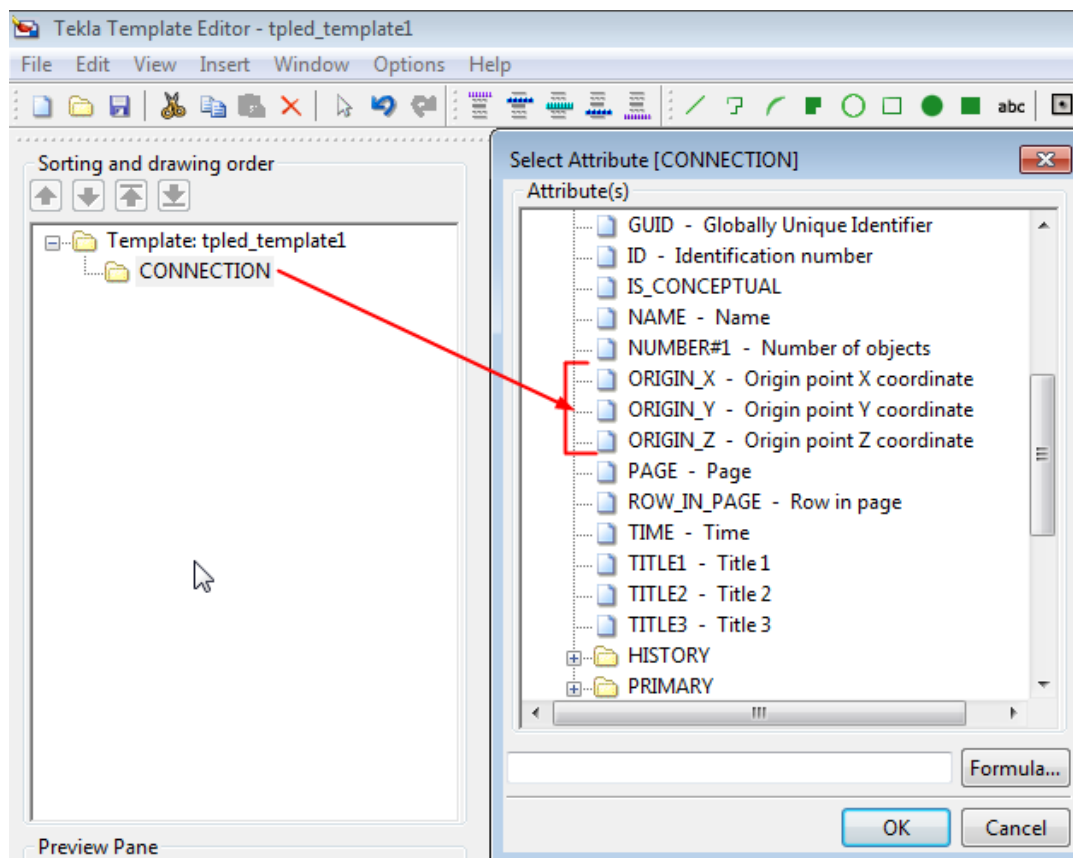 Tekla Template Editor - tpled_template1
File Edit View Insert Window Options Help
abc
Sorting and drawing order
Template: tpled_template1
CONNECTION
Preview Pane
Select Attribute [CONNECTION]
Attribute(s)
GUID - Globally Unique Identifier
ID - Identification number
IS_CONCEPTUAL
NAME - Name
NUMBER#1 - Number of objects
ORIGIN_X - Origin point X coordinate
ORIGIN_Y - Origin point Y coordinate
ORIGIN_Z - Origin point Z coordinate
PAGE - Page
ROW_IN_PAGE - Row in page
TIME - Time
TITLE1 - Title 1
TITLE2 - Title 2
TITLE3 - Title 3
HISTORY
PRIMARY
Formula...
OK Cancel